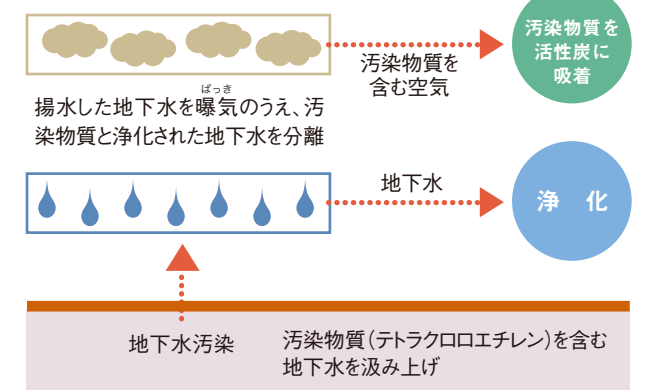 汚染物質を
活性炭に
吸着
汚染物質を
含む空気
ばっき
揚水した地下水を曝気のうえ、汚
染物質と浄化された地下水を分離
地下水
浄　化
地下水汚染
汚染物質（テトラクロロエチレン）を含む
地下水を汲み上げ